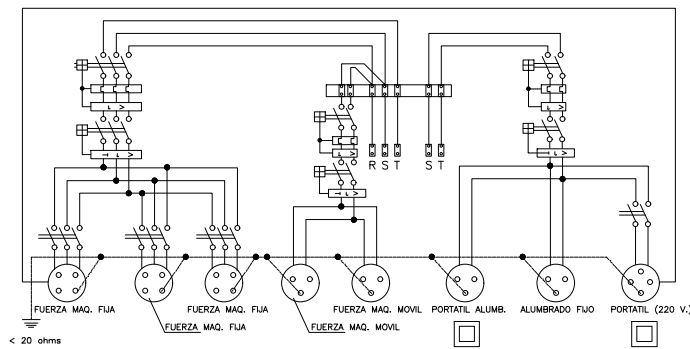 R S T S T
FUERZA MAQ. FIJA FUERZA MAQ. FIJA FUERZA MAQ. MOVIL PORTATIL ALUMB. ALUMBRADO FIJO PORTATIL (220 V.)
FUERZA MAQ. FIJA FUERZA MAQ. MOVIL
< 20 ohms